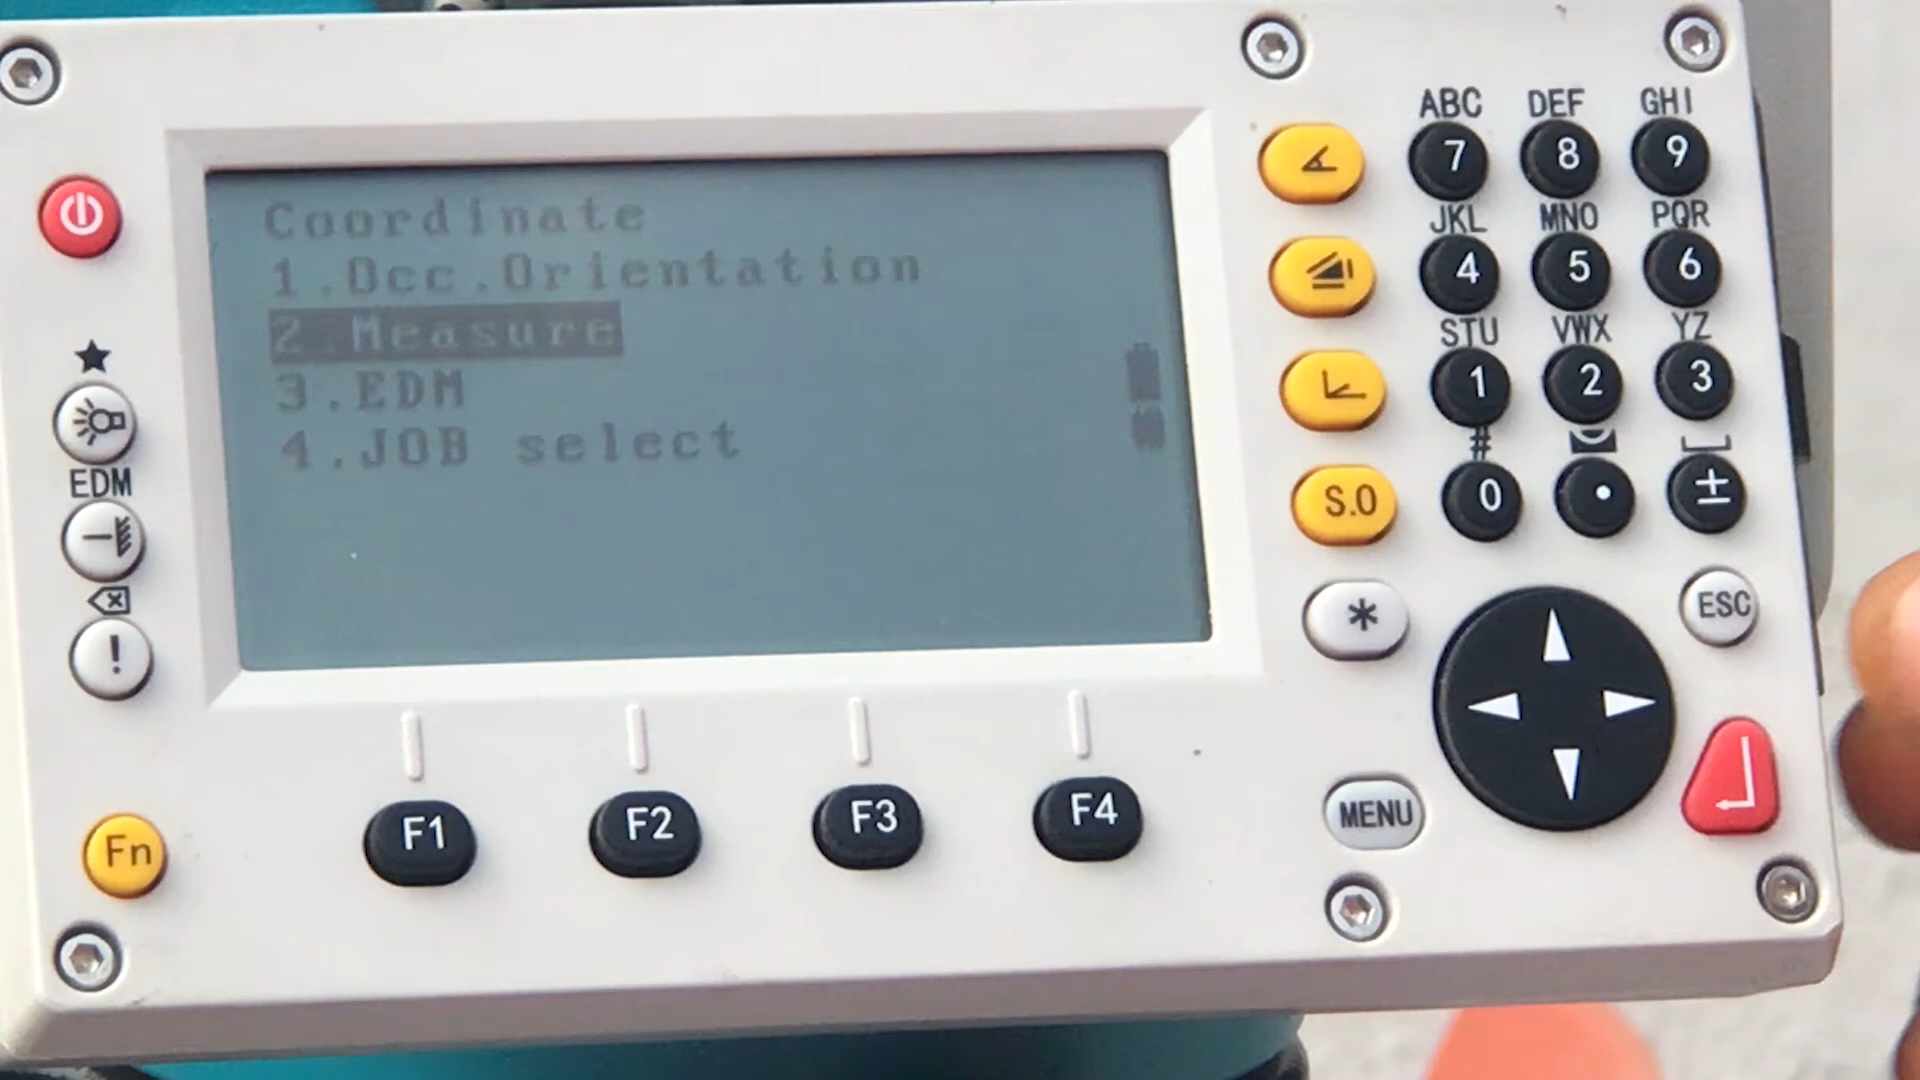 Coordinate
1.Occ.Orientation
2.Measure
3.EDM
4.JOB select
EDM
!
Fn
F1 F2 F3 F4
ABC DEF GHI
7 8 9
JKL MNO PQR
4 5 6
STU VWX YZ
1 2 3
#
0 . ±
S.O
*
ESC
MENU